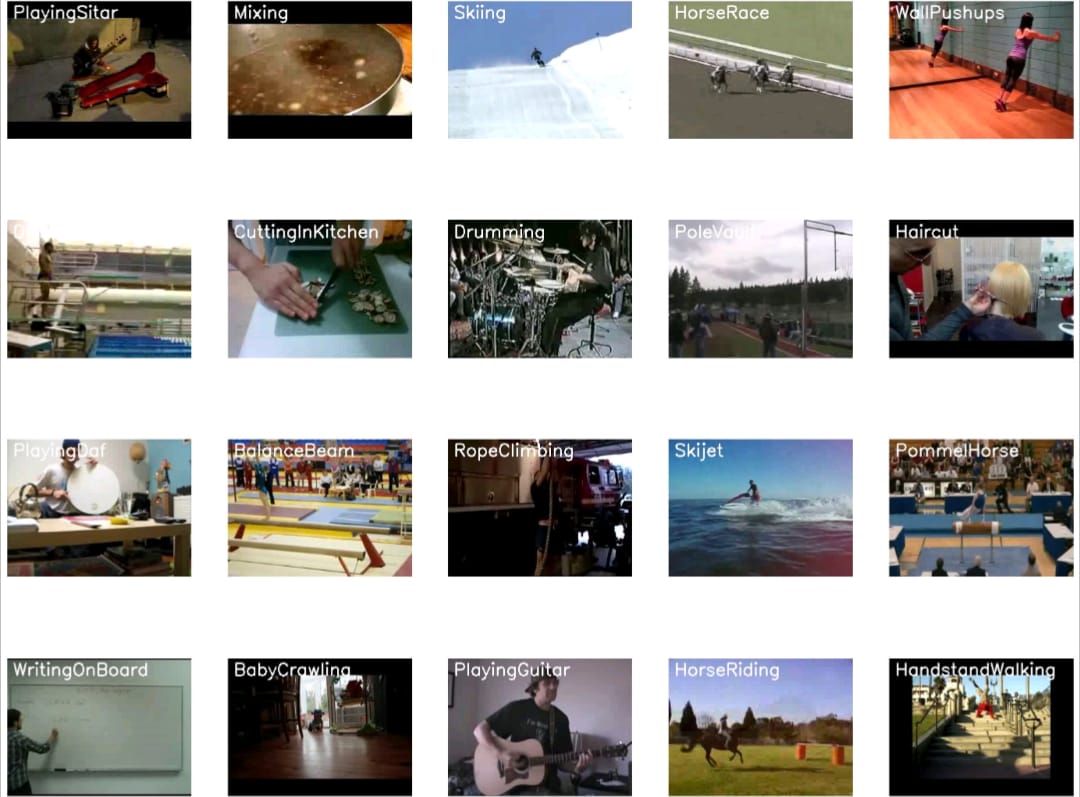 PlayingSitar
Mixing
Skiing
HorseRace
WallPushups
CuttingInKitchen
Drumming
PoleVault
Haircut
PlayingDaf
BalanceBeam
RopeClimbing
Skijet
PommelHorse
WritingOnBoard
BabyCrawling
PlayingGuitar
HorseRiding
HandstandWalking